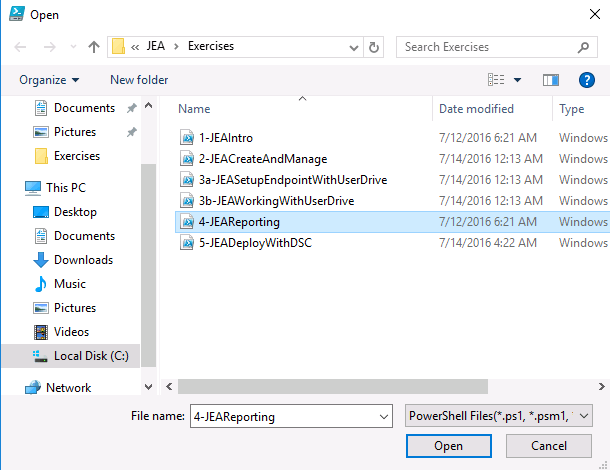 Open
« JEA > Exercises
Search Exercises
Organize
New folder
?
Documents
Pictures
Exercises
This PC
Desktop
Documents
Downloads
Music
Pictures
Videos
Local Disk (C:)
Network
Name Date modified Type
1-JEAIntro 7/12/2016 6:21 AM Windows
2-JEACreateAndManage 7/14/2016 12:13 AM Windows
3a-JEASetupEndpointWithUserDrive 7/14/2016 12:13 AM Windows
3b-JEAWorkingWithUserDrive 7/14/2016 12:13 AM Windows
4-JEAReporting 7/12/2016 6:21 AM Windows
5-JEADeployWithDSC 7/14/2016 4:22 AM Windows
File name: 4-JEAReporting
PowerShell Files(*.ps1, *.psm1, 
Open
Cancel